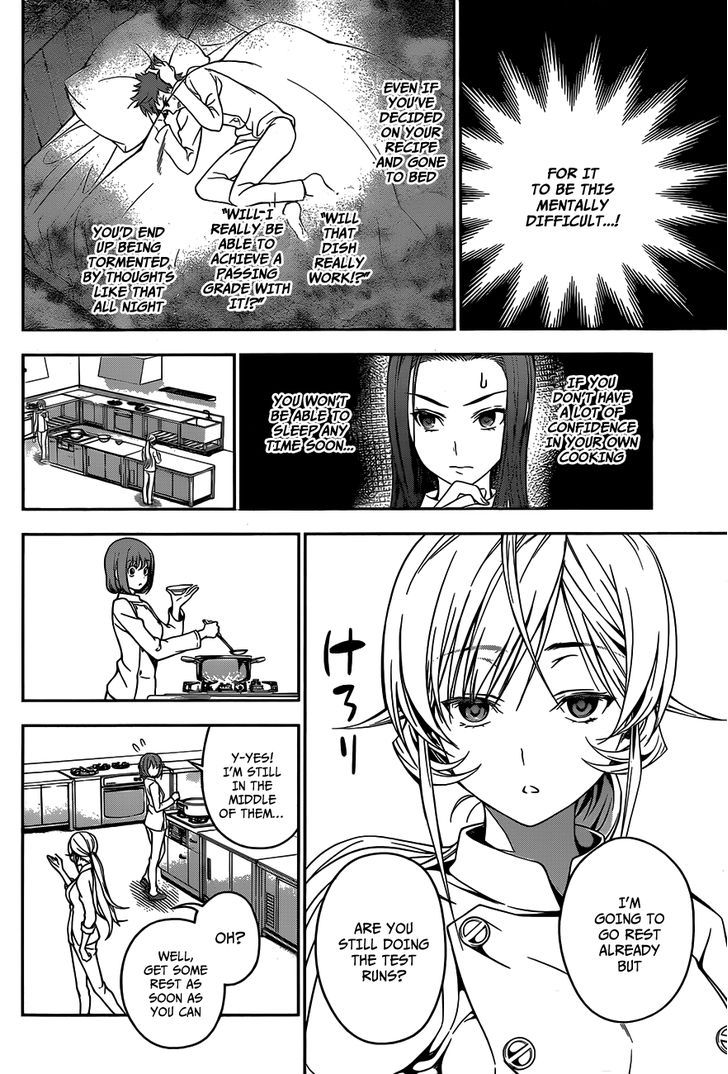 FOR IT
TO BE THIS
MENTALLY
DIFFICULT...!
EVEN IF
YOU'VE
DECIDED
ON YOUR
RECIPE
AND GONE
TO BED
"WILL
THAT
DISH
REALLY
WORK!?"
"WILL I
REALLY BE
ABLE TO
ACHIEVE A
PASSING
GRADE WITH
IT!?"
YOU'D END
UP BEING
TORMENTED
BY THOUGHTS
LIKE THAT
ALL NIGHT
IF YOU
DON'T HAVE
A LOT OF
CONFIDENCE
IN YOUR OWN
COOKING
YOU WON'T
BE ABLE TO
SLEEP ANY
TIME SOON...
けろり
I'M
GOING TO
GO REST
ALREADY
BUT
ARE YOU
STILL DOING
THE TEST
RUNS?
Y-YES!
I'M STILL
IN THE
MIDDLE
OF THEM...
OH?
WELL,
GET SOME
REST AS
SOON AS
YOU CAN